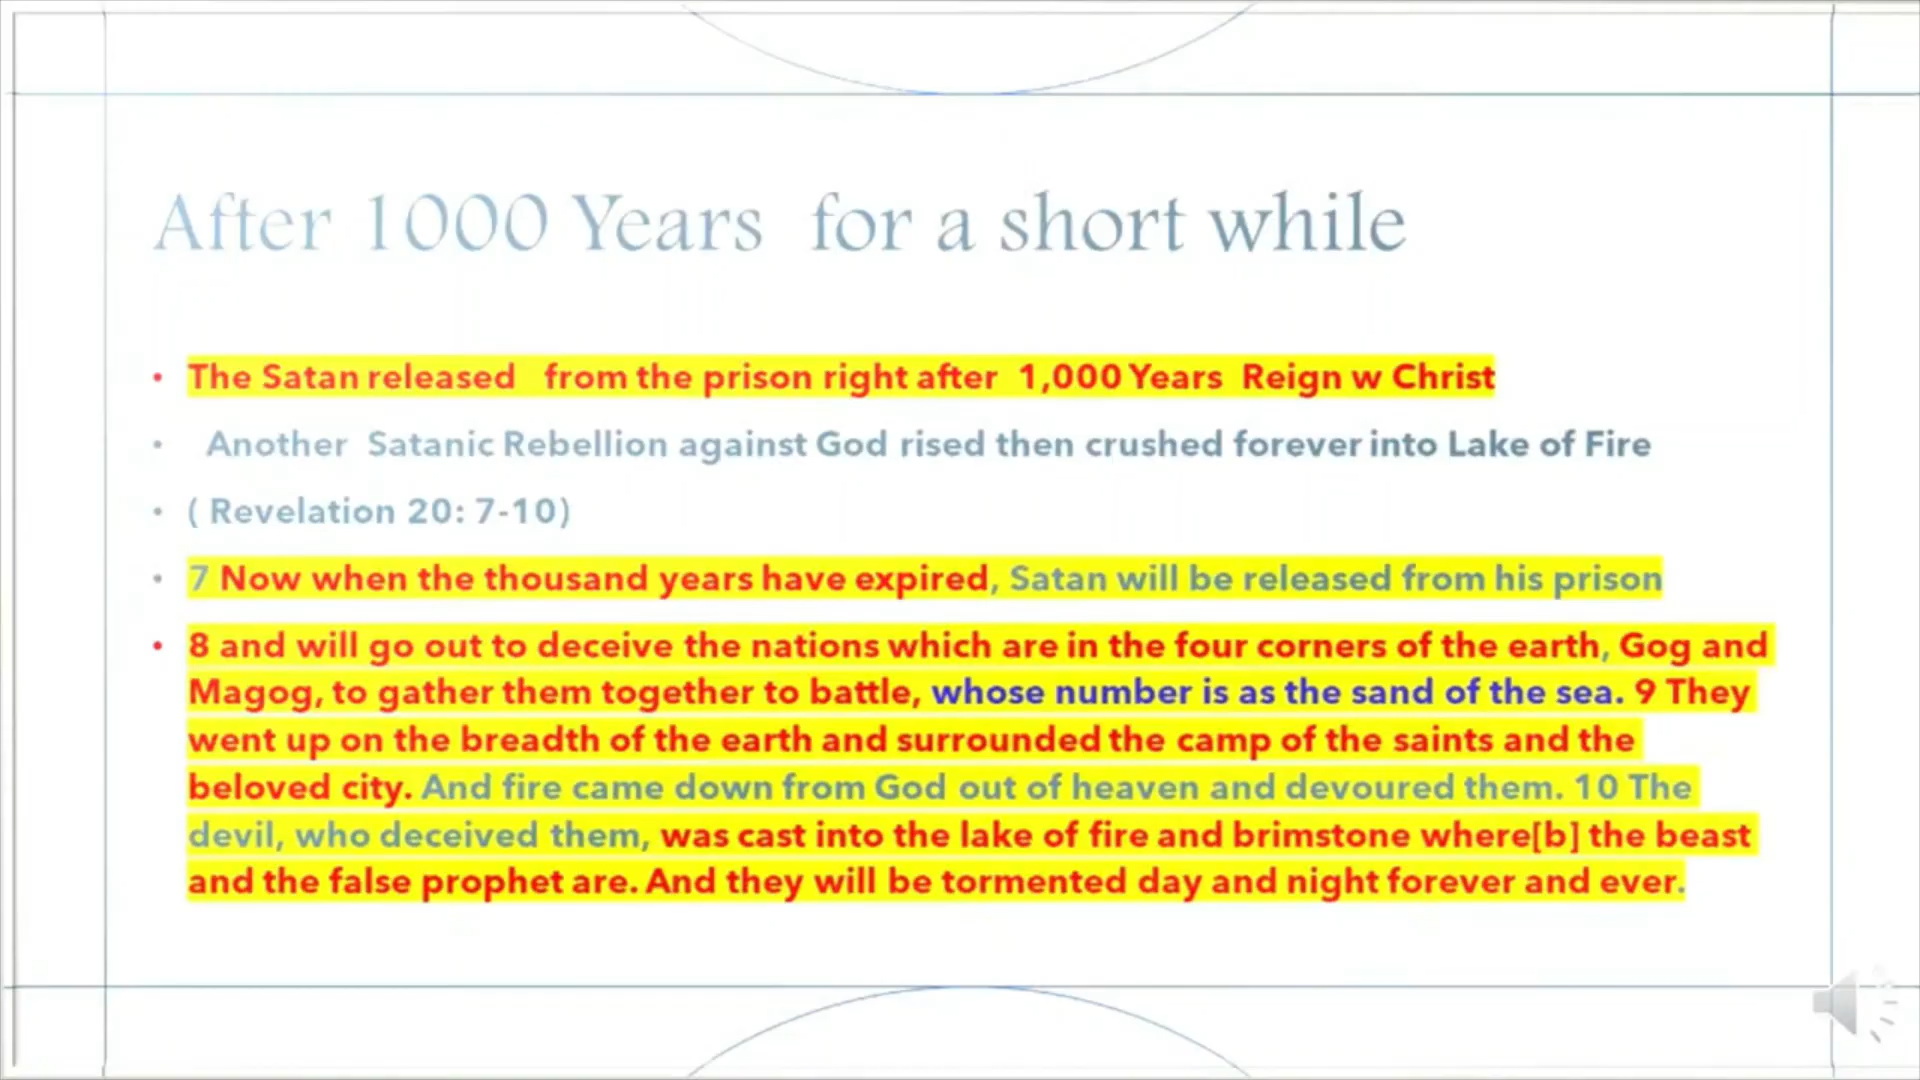 After 1000 Years  for a short while
• The Satan released   from the prison right after  1,000 Years  Reign w Christ
•  Another  Satanic Rebellion against God rised then crushed forever into Lake of Fire
• ( Revelation 20: 7-10)
• 7 Now when the thousand years have expired, Satan will be released from his prison
• 8 and will go out to deceive the nations which are in the four corners of the earth, Gog and
Magog, to gather them together to battle, whose number is as the sand of the sea. 9 They
went up on the breadth of the earth and surrounded the camp of the saints and the
beloved city. And fire came down from God out of heaven and devoured them. 10 The
devil, who deceived them, was cast into the lake of fire and brimstone where[b] the beast
and the false prophet are. And they will be tormented day and night forever and ever.